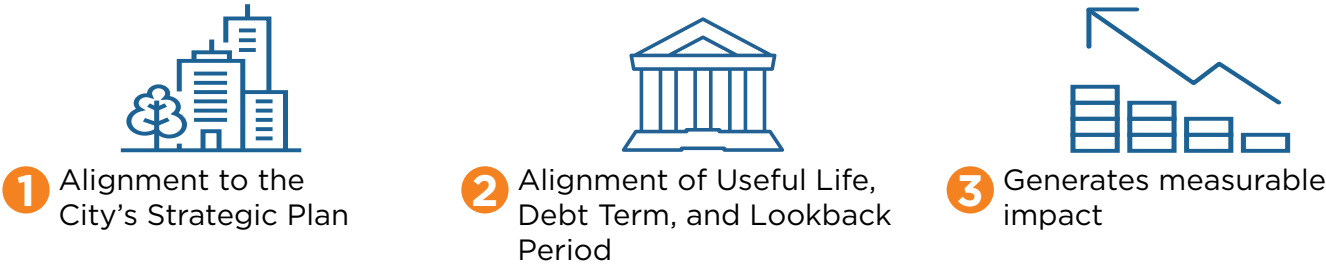 1 Alignment to the
City's Strategic Plan
2 Alignment of Useful Life,
Debt Term, and Lookback
Period
3 Generates measurable
impact